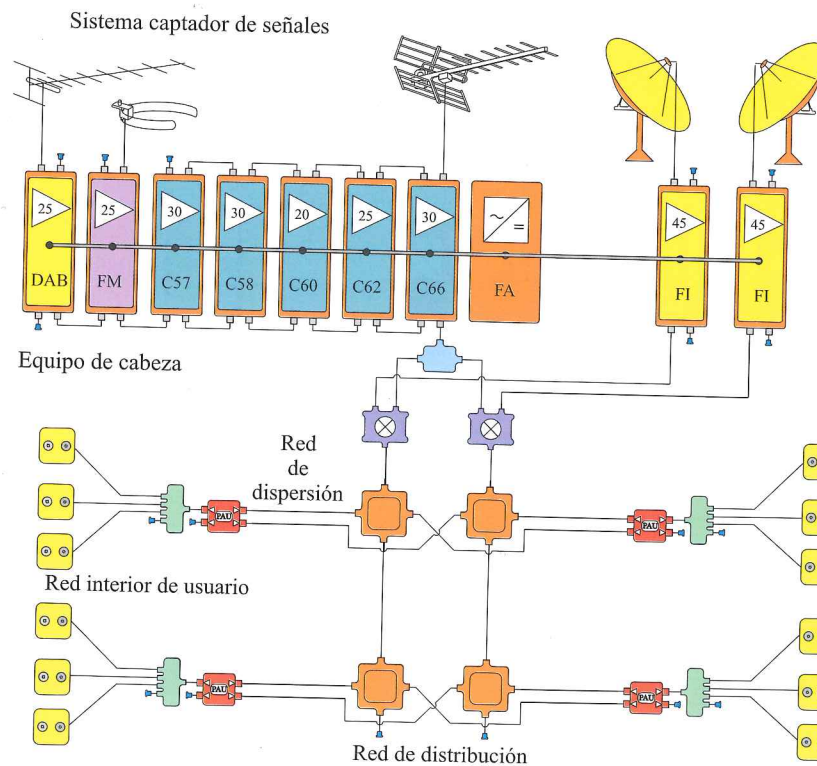 Sistema captador de señales
25
25
30
30
20
25
30
~
=
45
45
DAB
FM
C57
C58
C60
C62
C66
FA
FI
FI
Equipo de cabeza
Red
de
dispersión
PAU
PAU
Red interior de usuario
PAU
PAU
Red de distribución